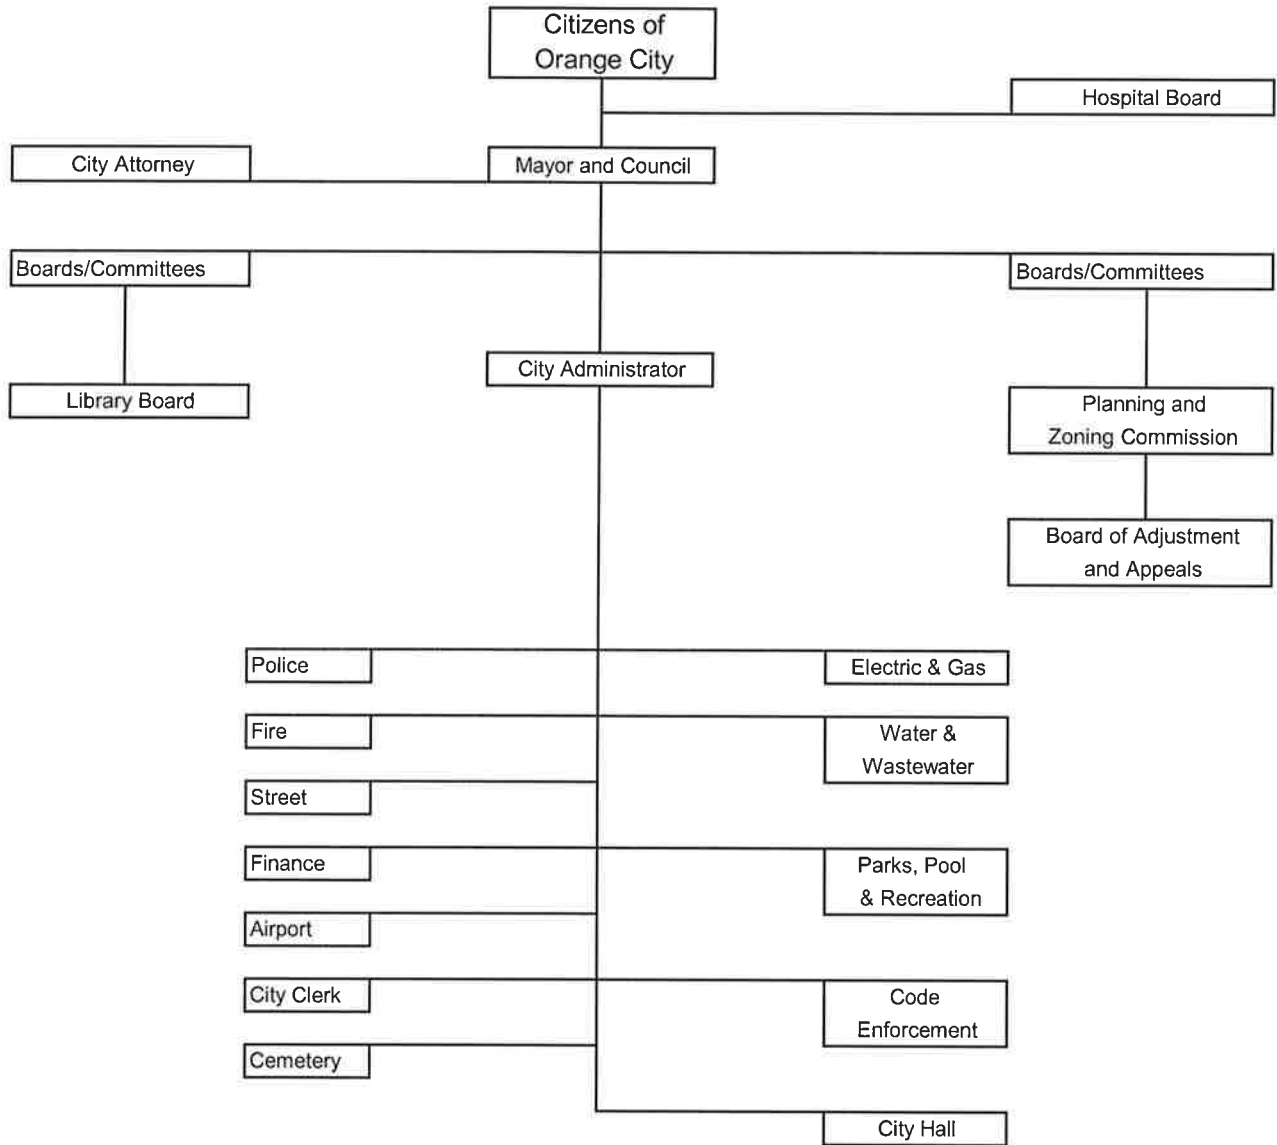 Citizens of
Orange City
Hospital Board
City Attorney
Mayor and Council
Boards/Committees
Boards/Committees
City Administrator
Library Board
Planning and
Zoning Commission
Board of Adjustment
and Appeals
Police
Electric & Gas
Fire
Water &
Wastewater
Street
Finance
Parks, Pool
& Recreation
Airport
City Clerk
Code
Enforcement
Cemetery
City Hall